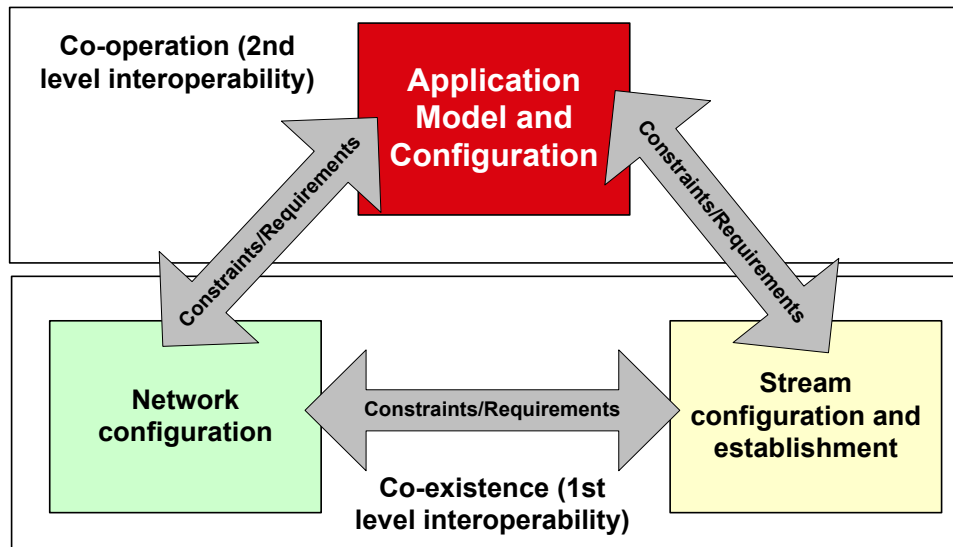 Co-operation (2nd
level interoperability)
Application
Model and
Configuration
Constraints/Requirements
Constraints/Requirements
Network
configuration
Constraints/Requirements
Stream
configuration and
establishment
Co-existence (1st
level interoperability)